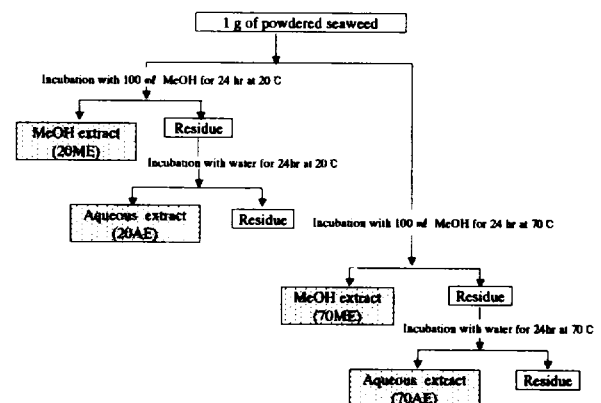 1 g of powdered seaweed
Incubation with 100 ml MeOH for 24 hr at 20℃
MeOH extract
(20ME)
Residue
Incubation with water for 24hr at 20℃
Aqueous extract
(20AE)
Residue
Incubation with 100 ml MeOH for 24 hr at 70℃
MeOH extract
(70ME)
Residue
Incubation with water for 24hr at 70℃
Aqueous extract
(70AE)
Residue